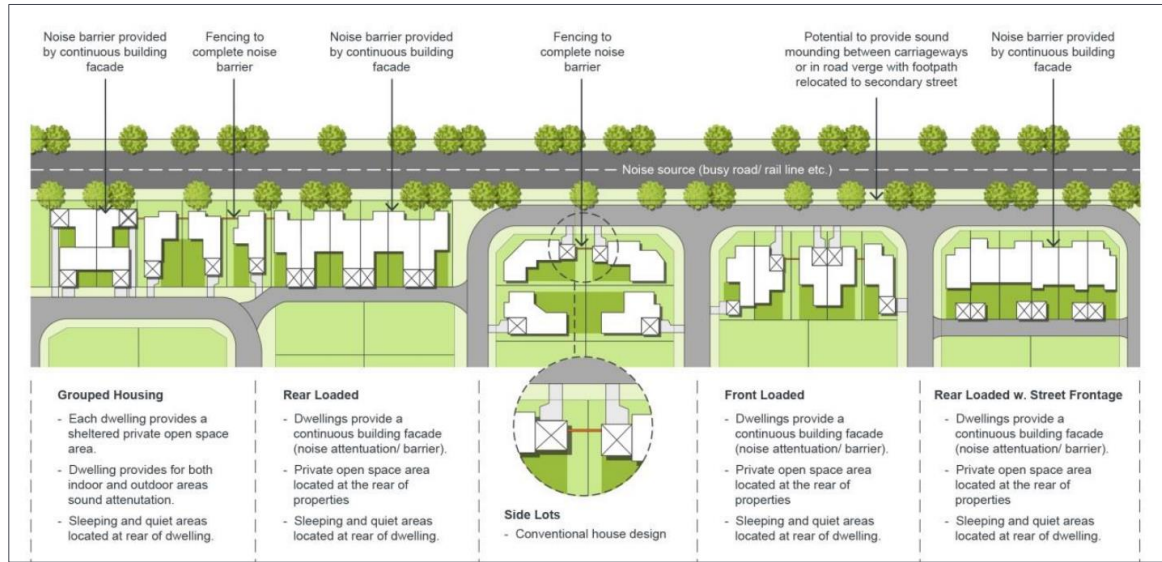 Noise barrier provided
by continuous building
facade
Fencing to
complete noise
barrier
Noise barrier provided
by continuous building
facade
Fencing to
complete noise
barrier
Potential to provide sound
mounding between carriageways
or in road verge with footpath
relocated to secondary street
Noise barrier provided
by continuous building
facade
Noise source (busy road/ rail line etc.)
Grouped Housing
- Each dwelling provides a
sheltered private open space
area.
- Dwelling provides for both
indoor and outdoor areas
sound attenutation.
- Sleeping and quiet areas
located at rear of dwelling.
Rear Loaded
- Dwellings provide a
continuous building facade
(noise attentuation/ barrier).
- Private open space area
located at the rear of
properties
- Sleeping and quiet areas
located at rear of dwelling.
Side Lots
- Conventional house design
Front Loaded
- Dwellings provide a
continuous building facade
(noise attentuation/ barrier).
- Private open space area
located at the rear of
properties
- Sleeping and quiet areas
located at rear of dwelling.
Rear Loaded w. Street Frontage
- Dwellings provide a
continuous building facade
(noise attentuation/ barrier).
- Private open space area
located at the rear of
properties
- Sleeping and quiet areas
located at rear of dwelling.